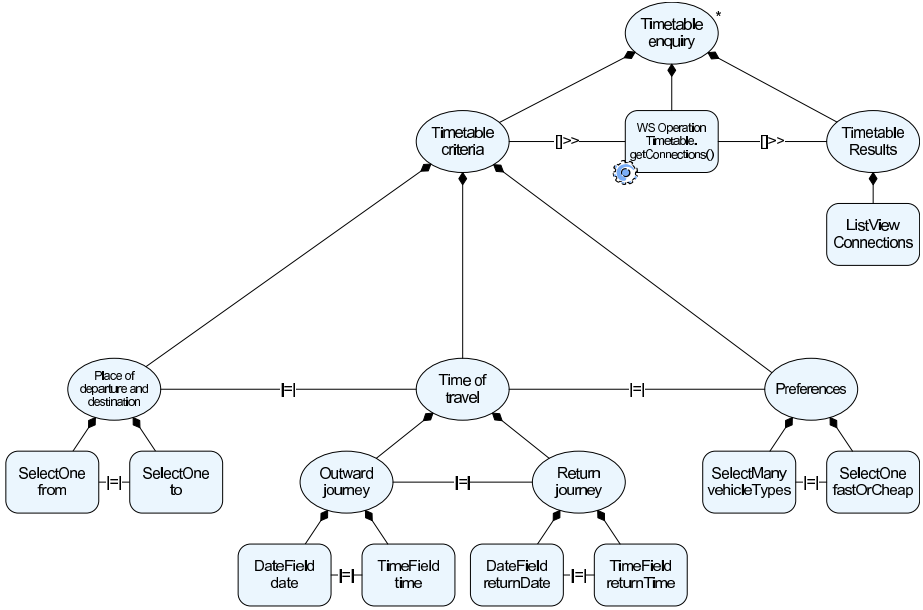 Timetable
enquiry
*
Timetable
criteria
[]>>
WS Operation
Timetable.
getConnections()
[]>>
Timetable
Results
ListView
Connections
Place of
departure and
destination
|=|
Time of
travel
|=|
Preferences
SelectOne
from
|=|
SelectOne
to
Outward
journey
|=|
Return
journey
SelectMany
vehicleTypes
|=|
SelectOne
fastOrCheap
DateField
date
|=|
TimeField
time
DateField
returnDate
|=|
TimeField
returnTime